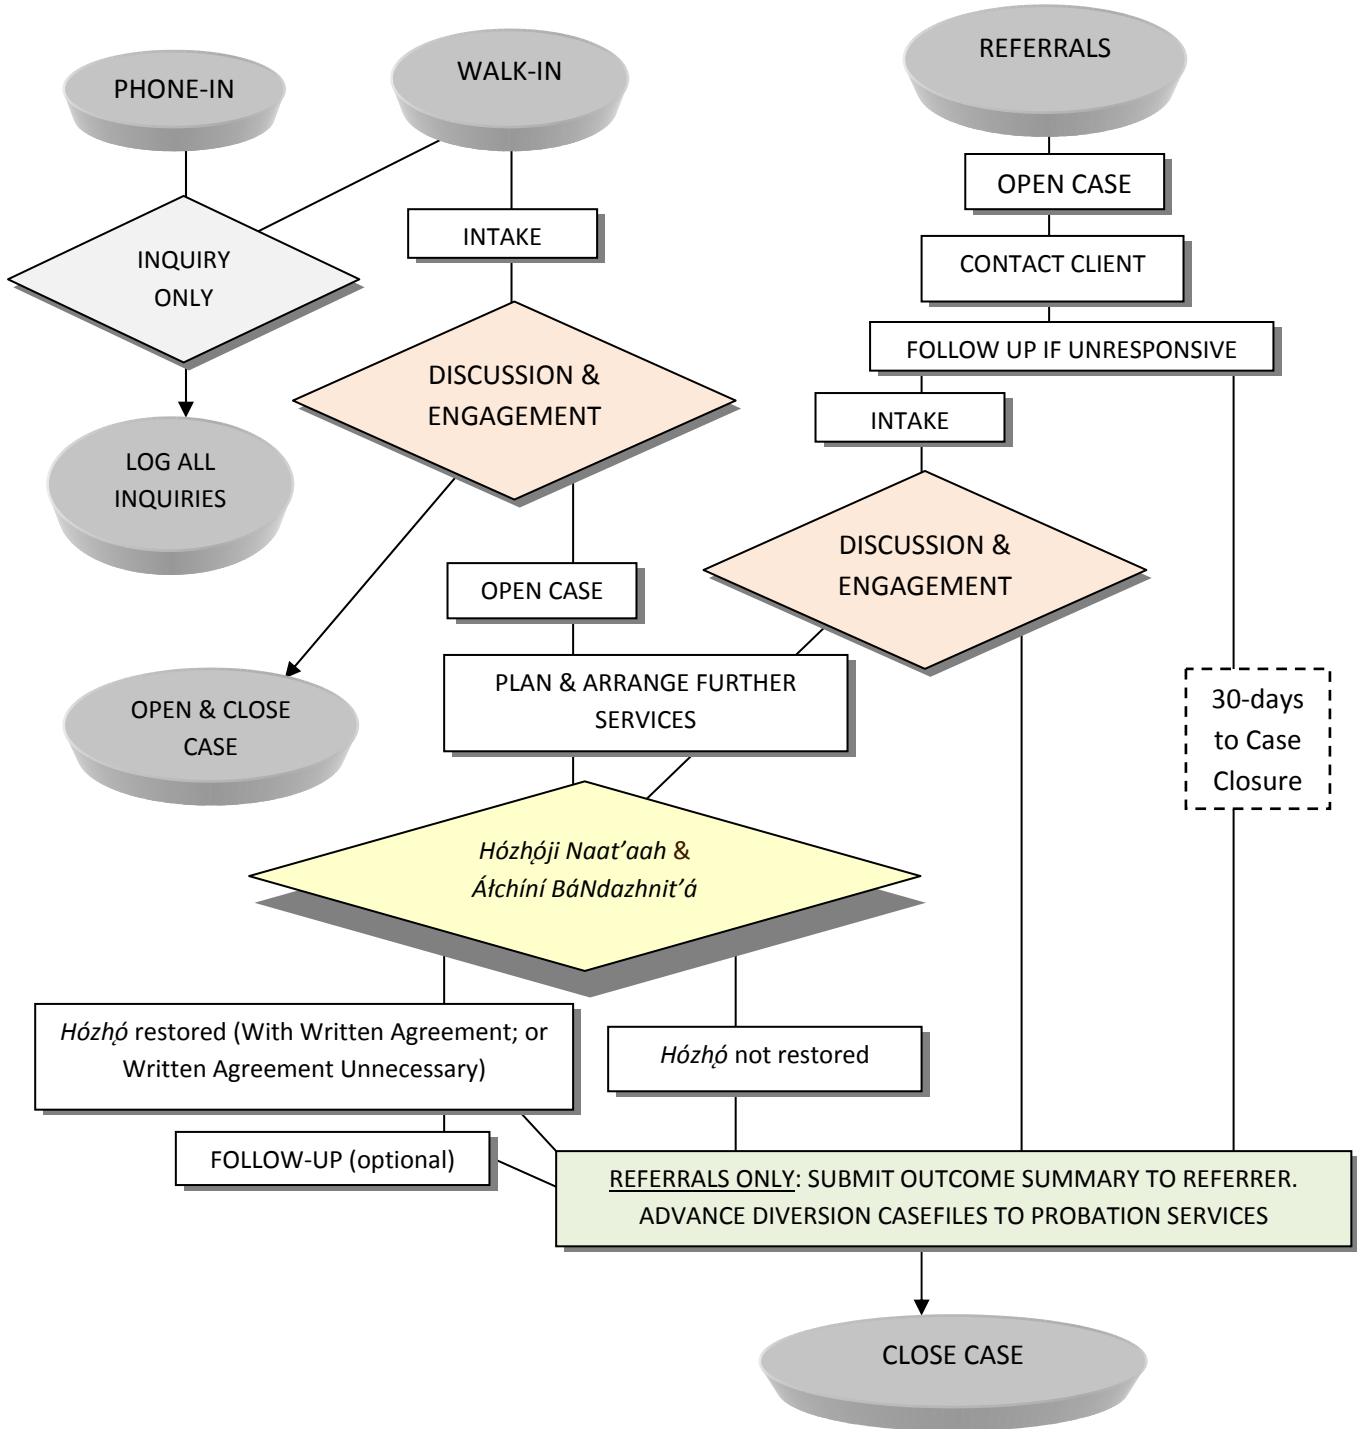 PHONE-IN
WALK-IN
REFERRALS
OPEN CASE
CONTACT CLIENT
FOLLOW UP IF UNRESPONSIVE
INTAKE
INQUIRY
ONLY
DISCUSSION &
ENGAGEMENT
INTAKE
LOG ALL
INQUIRIES
DISCUSSION &
ENGAGEMENT
OPEN CASE
PLAN & ARRANGE FURTHER
SERVICES
OPEN & CLOSE
CASE
30-days
to Case
Closure
Hózhǫ́ji Naat’aah &
Áłchíní BáNdazhnit’á
Hózhǫ́ restored (With Written Agreement; or
Written Agreement Unnecessary)
Hózhǫ́ not restored
FOLLOW-UP (optional)
REFERRALS ONLY: SUBMIT OUTCOME SUMMARY TO REFERRER.
ADVANCE DIVERSION CASEFILES TO PROBATION SERVICES
CLOSE CASE